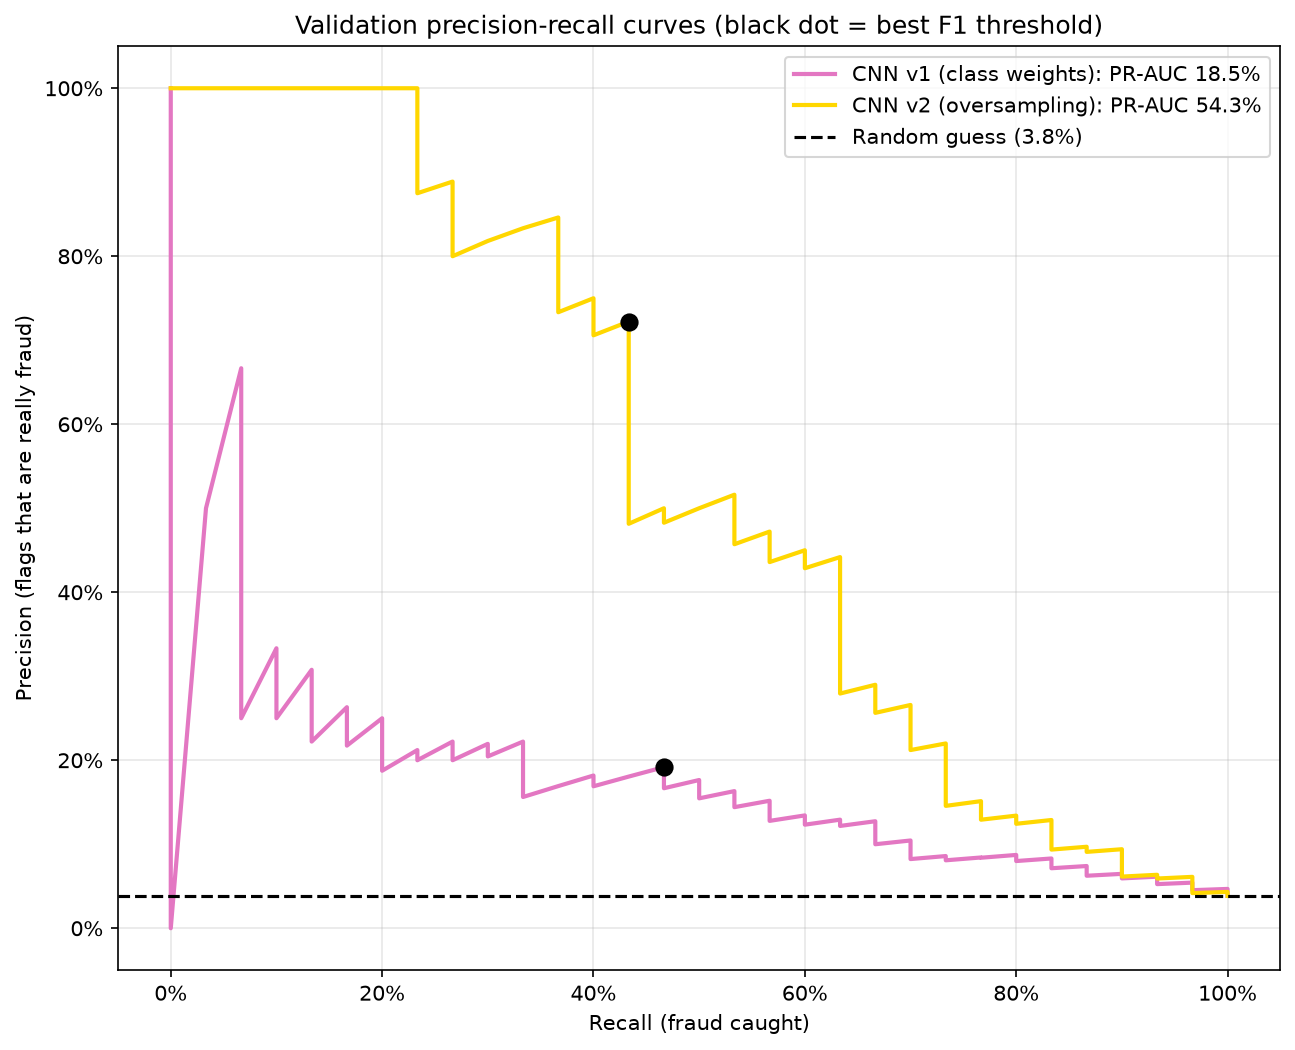 Validation precision-recall curves (black dot = best F1 threshold)
CNN v1 (class weights): PR-AUC 18.5%
CNN v2 (oversampling): PR-AUC 54.3%
Random guess (3.8%)
Precision (flags that are really fraud)
100%
80%
60%
40%
20%
0%
0% 20% 40% 60% 80% 100%
Recall (fraud caught)